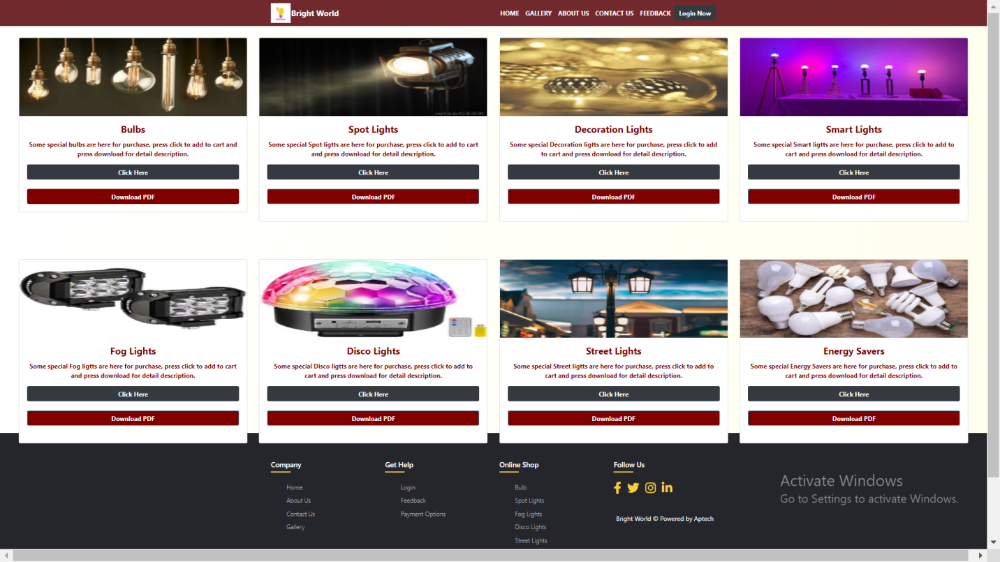 Bright World
HOME GALLERY ABOUT US CONTACT US FEEDBACK Login Now
wiseGEEK
Bulbs
Some special bulbs are here for purchase, press click to add to cart and
press download for detail description.
Click Here
Download PDF
Spot Lights
Some special Spot ligtts are here for purchase, press click to add to cart
and press download for detail description.
Click Here
Download PDF
Decoration Lights
Some special Decoration ligtts are here for purchase, press click to add
to cart and press download for detail description.
Click Here
Download PDF
Smart Lights
Some special Smart ligtts are here for purchase, press click to add to
cart and press download for detail description.
Click Here
Download PDF
Fog Lights
Some special Fog ligtts are here for purchase, press click to add to cart
and press download for detail description.
Click Here
Download PDF
Disco Lights
Some special Disco ligtts are here for purchase, press click to add to
cart and press download for detail description.
Click Here
Download PDF
Street Lights
Some special Street ligtts are here for purchase, press click to add to
cart and press download for detail description.
Click Here
Download PDF
Energy Savers
Some special Energy Savers are here for purchase, press click to add to
cart and press download for detail description.
Click Here
Download PDF
Company
Home
About Us
Contact Us
Gallery
Get Help
Login
Feedback
Payment Options
Online Shop
Bulb
Spot Lights
Fog Lights
Disco Lights
Street Lights
Follow Us
Bright World © Powered by Aptech
Activate Windows
Go to Settings to activate Windows.